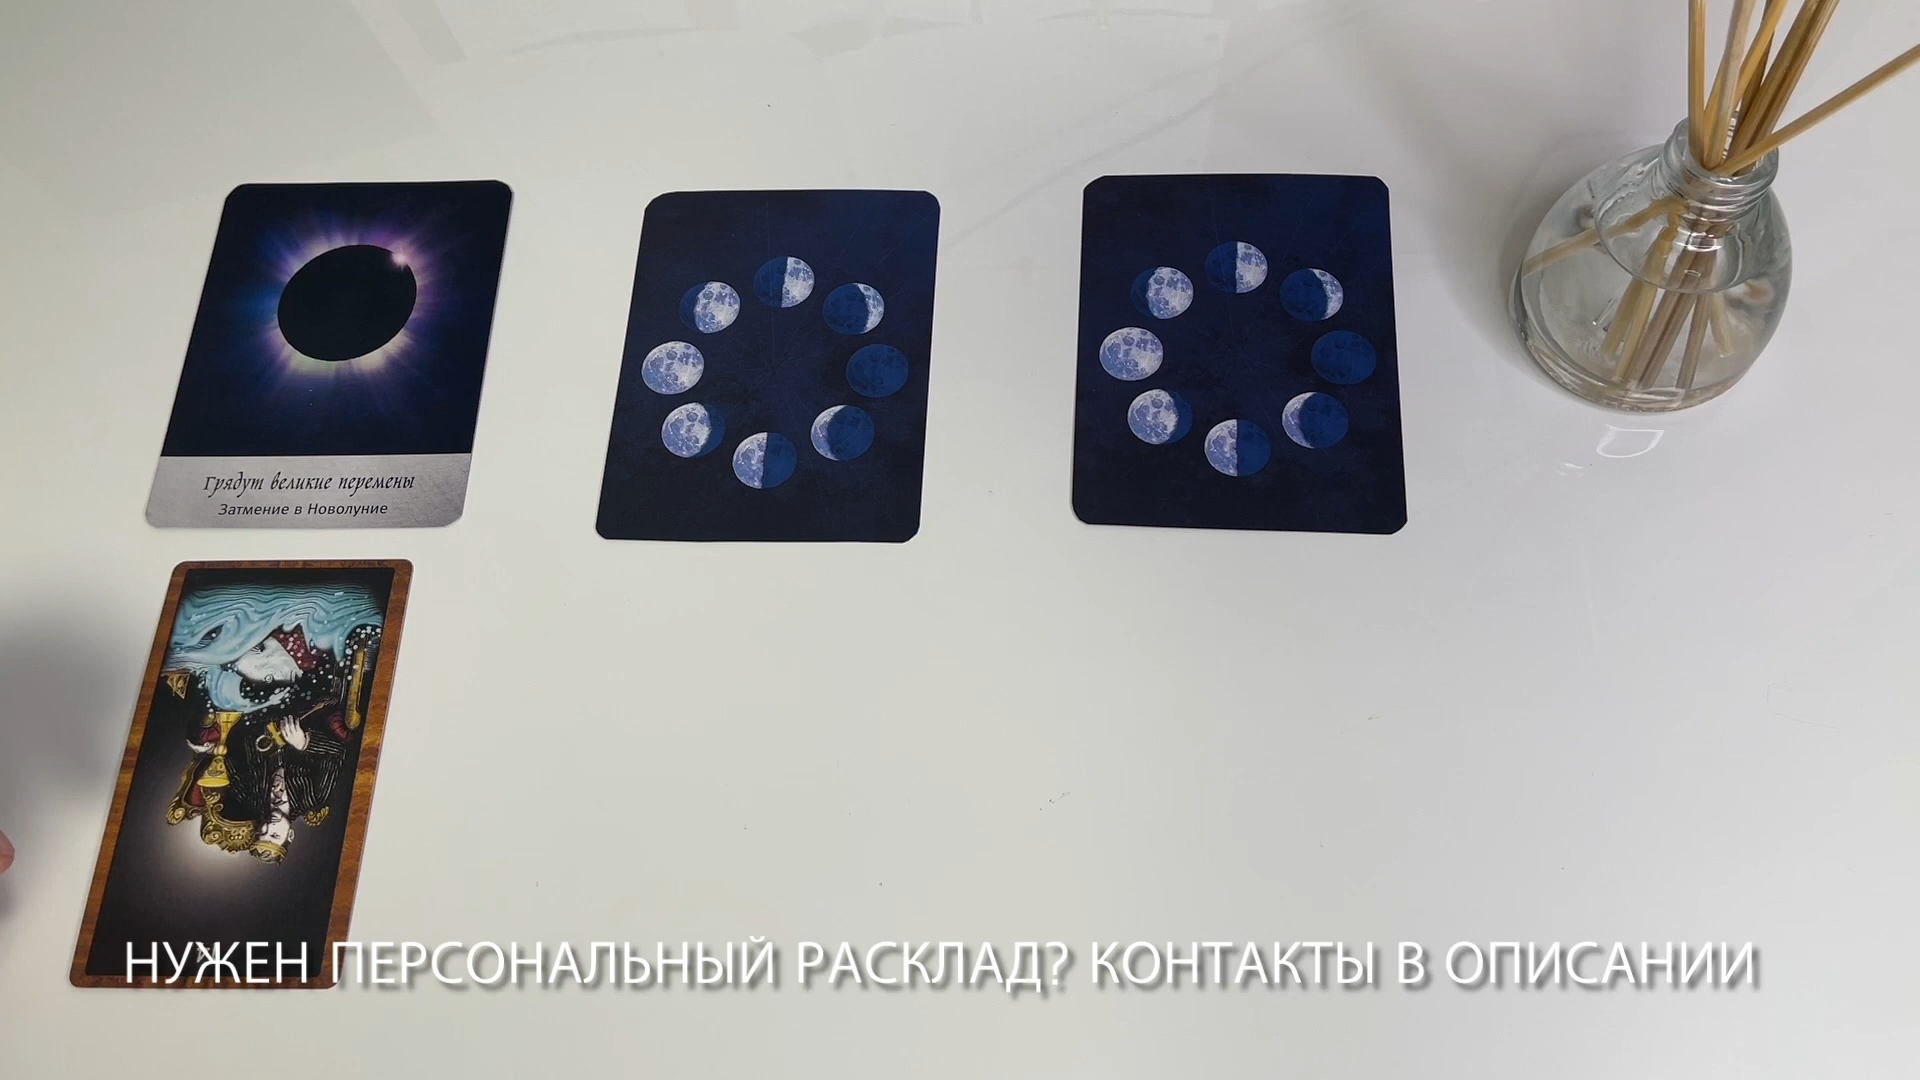 Грядут великие перемены
Затмение в Новолуние
НУЖЕН ПЕРСОНАЛЬНЫЙ РАСКЛАД? КОНТАКТЫ В ОПИСАНИИ